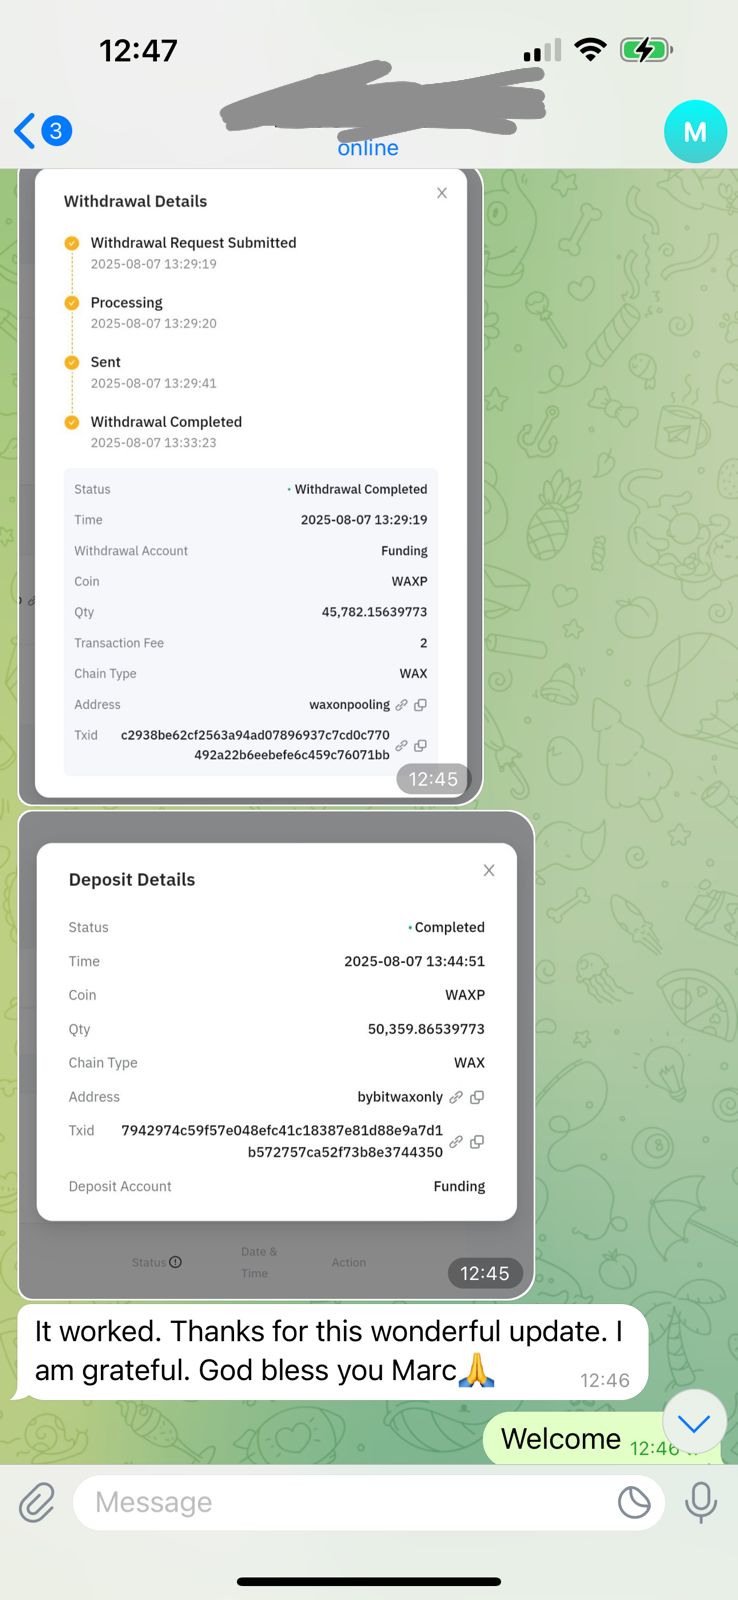 12:47
3
M
online
Withdrawal Details
Withdrawal Request Submitted
2025-08-07 13:29:19
Processing
2025-08-07 13:29:20
Sent
2025-08-07 13:29:41
Withdrawal Completed
2025-08-07 13:33:23
Status Withdrawal Completed
Time 2025-08-07 13:29:19
Withdrawal Account Funding
Coin WAXP
Qty 45,782.15639773
Transaction Fee 2
Chain Type WAX
Address waxonpooling
Txid c2938be62cf2563a94ad07896937c7cd0c770
492a22b6eebefe6c459c76071bb
12:45
Deposit Details
Status Completed
Time 2025-08-07 13:44:51
Coin WAXP
Qty 50,359.86539773
Chain Type WAX
Address bybitwaxonly
Txid 7942974c59f57e048efc41c18387e81d88e9a7d1
b572757ca52f73b8e3744350
Deposit Account Funding
Status Date & Action
Time
12:45
It worked. Thanks for this wonderful update. I
am grateful. God bless you Marc🙏
12:46
Welcome 12:46
Message